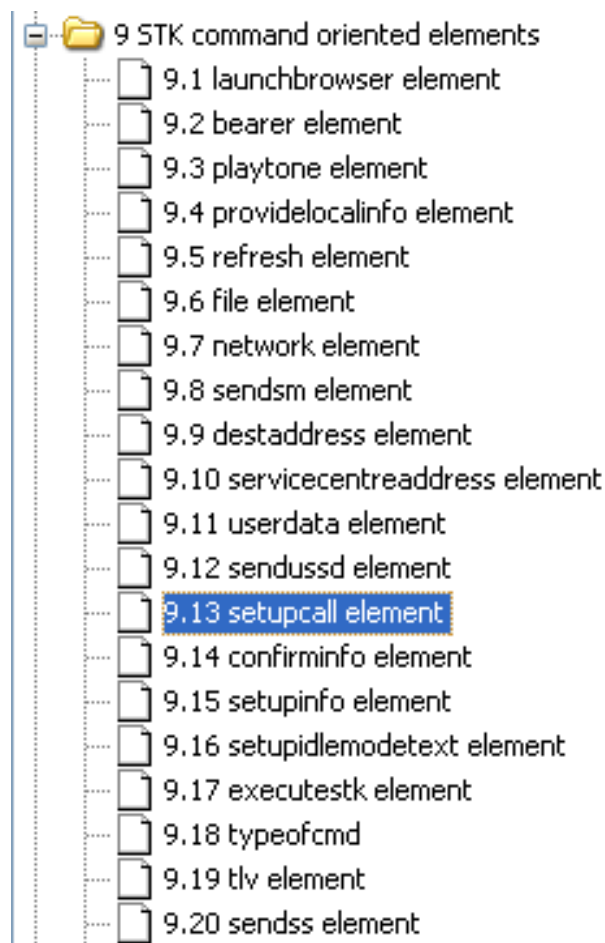 9 STK command oriented elements
9.1 launchbrowser element
9.2 bearer element
9.3 playtone element
9.4 providelocalinfo element
9.5 refresh element
9.6 file element
9.7 network element
9.8 sendsm element
9.9 destaddress element
9.10 servicecentreaddress element
9.11 userdata element
9.12 sendussd element
9.13 setupcall element
9.14 confirminfo element
9.15 setupinfo element
9.16 setupidlemodetext element
9.17 executestk element
9.18 typeofcmd
9.19 tlv element
9.20 sendss element